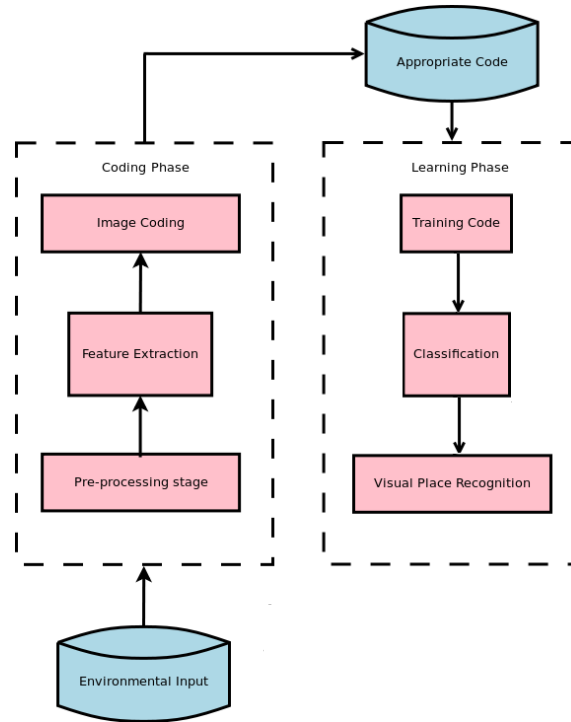 Appropriate Code
Coding Phase
Image Coding
Feature Extraction
Pre-processing stage
Environmental Input
Learning Phase
Training Code
Classification
Visual Place Recognition